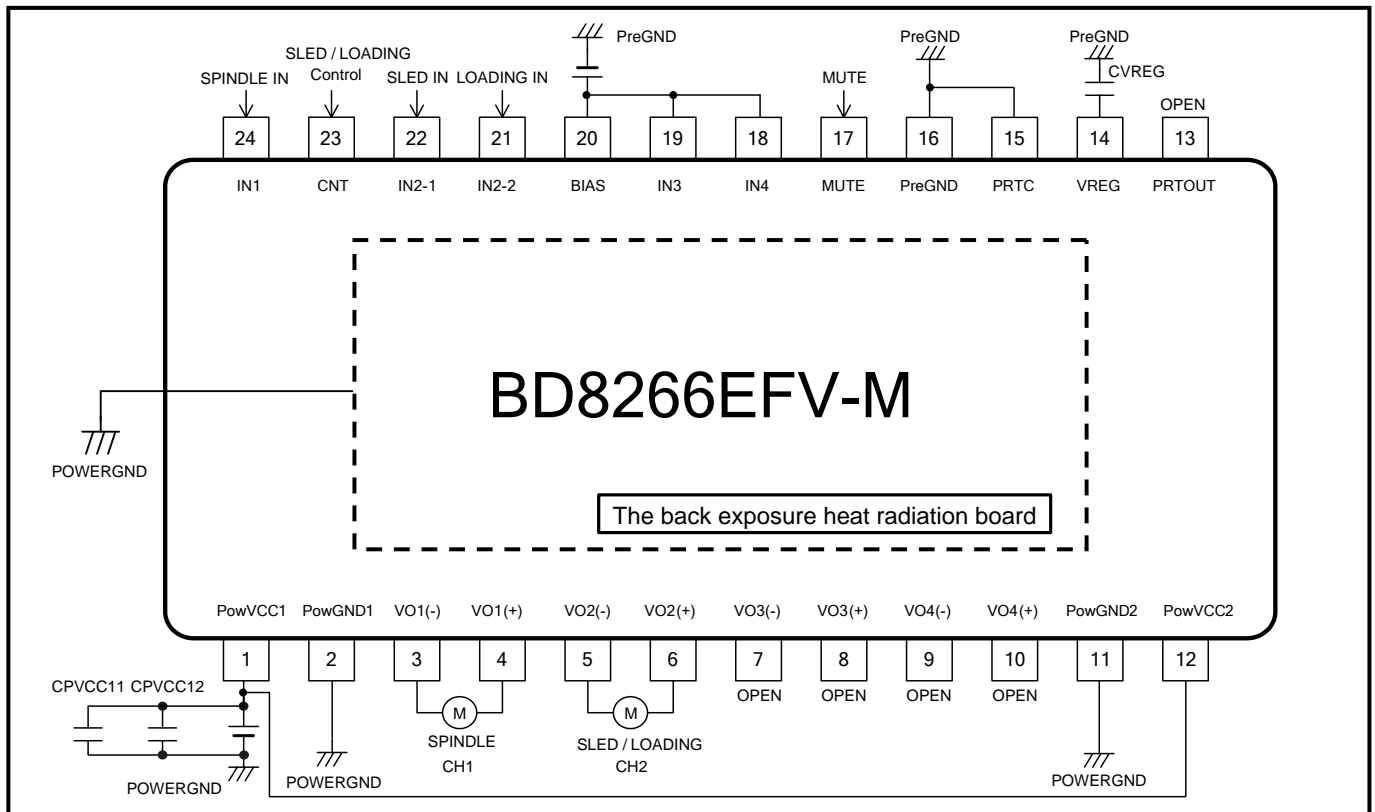 PreGND PreGND PreGND
SLED / LOADING
Control
SPINDLE IN SLED IN LOADING IN MUTE CVREG OPEN
24 23 22 21 20 19 18 17 16 15 14 13
IN1 CNT IN2-1 IN2-2 BIAS IN3 IN4 MUTE PreGND PRTC VREG PRTOUT
BD8266EFV-M
POWERGND
The back exposure heat radiation board
PowVCC1 PowGND1 VO1(-) VO1(+) VO2(-) VO2(+) VO3(-) VO3(+) VO4(-) VO4(+) PowGND2 PowVCC2
1 2 3 4 5 6 7 8 9 10 11 12
CPVCC11 CPVCC12 OPEN OPEN OPEN OPEN
M M
SPINDLE SLED / LOADING
CH1 CH2
POWERGND POWERGND POWERGND